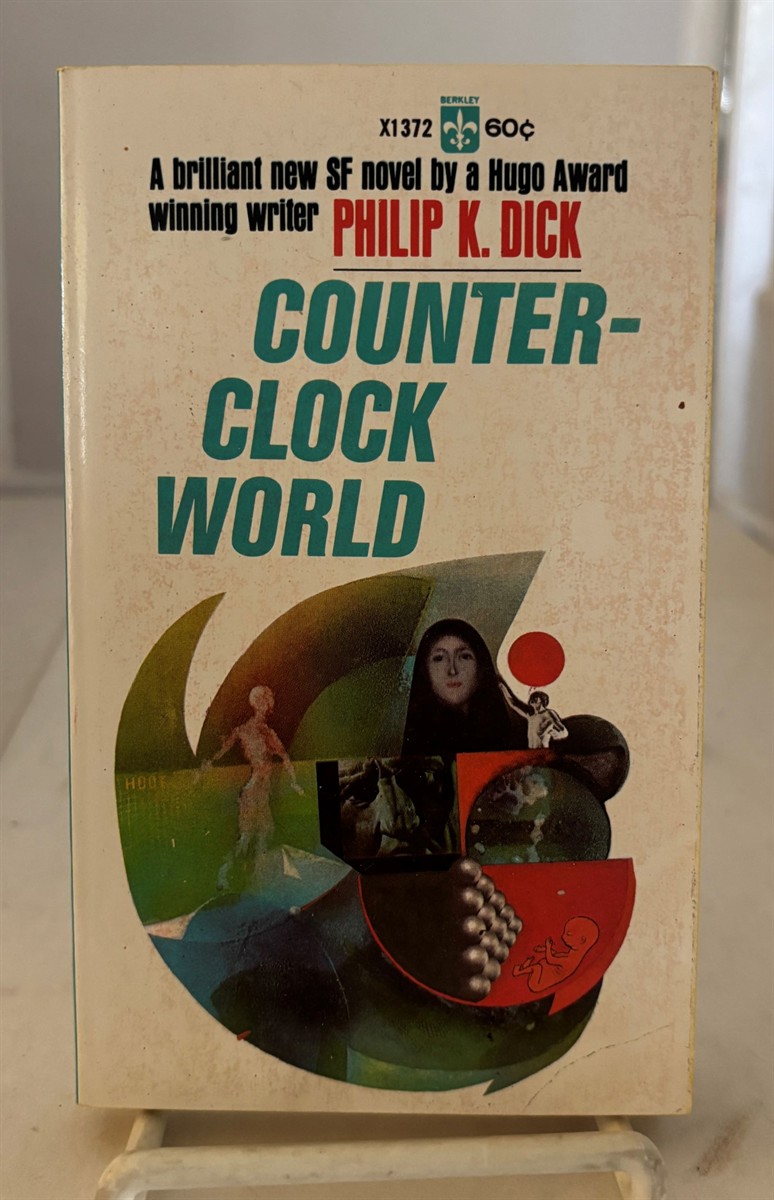 BERKLEY
X1372 60¢
A brilliant new SF novel by a Hugo Award
winning writer PHILIP K. DICK
COUNTER-
CLOCK
WORLD